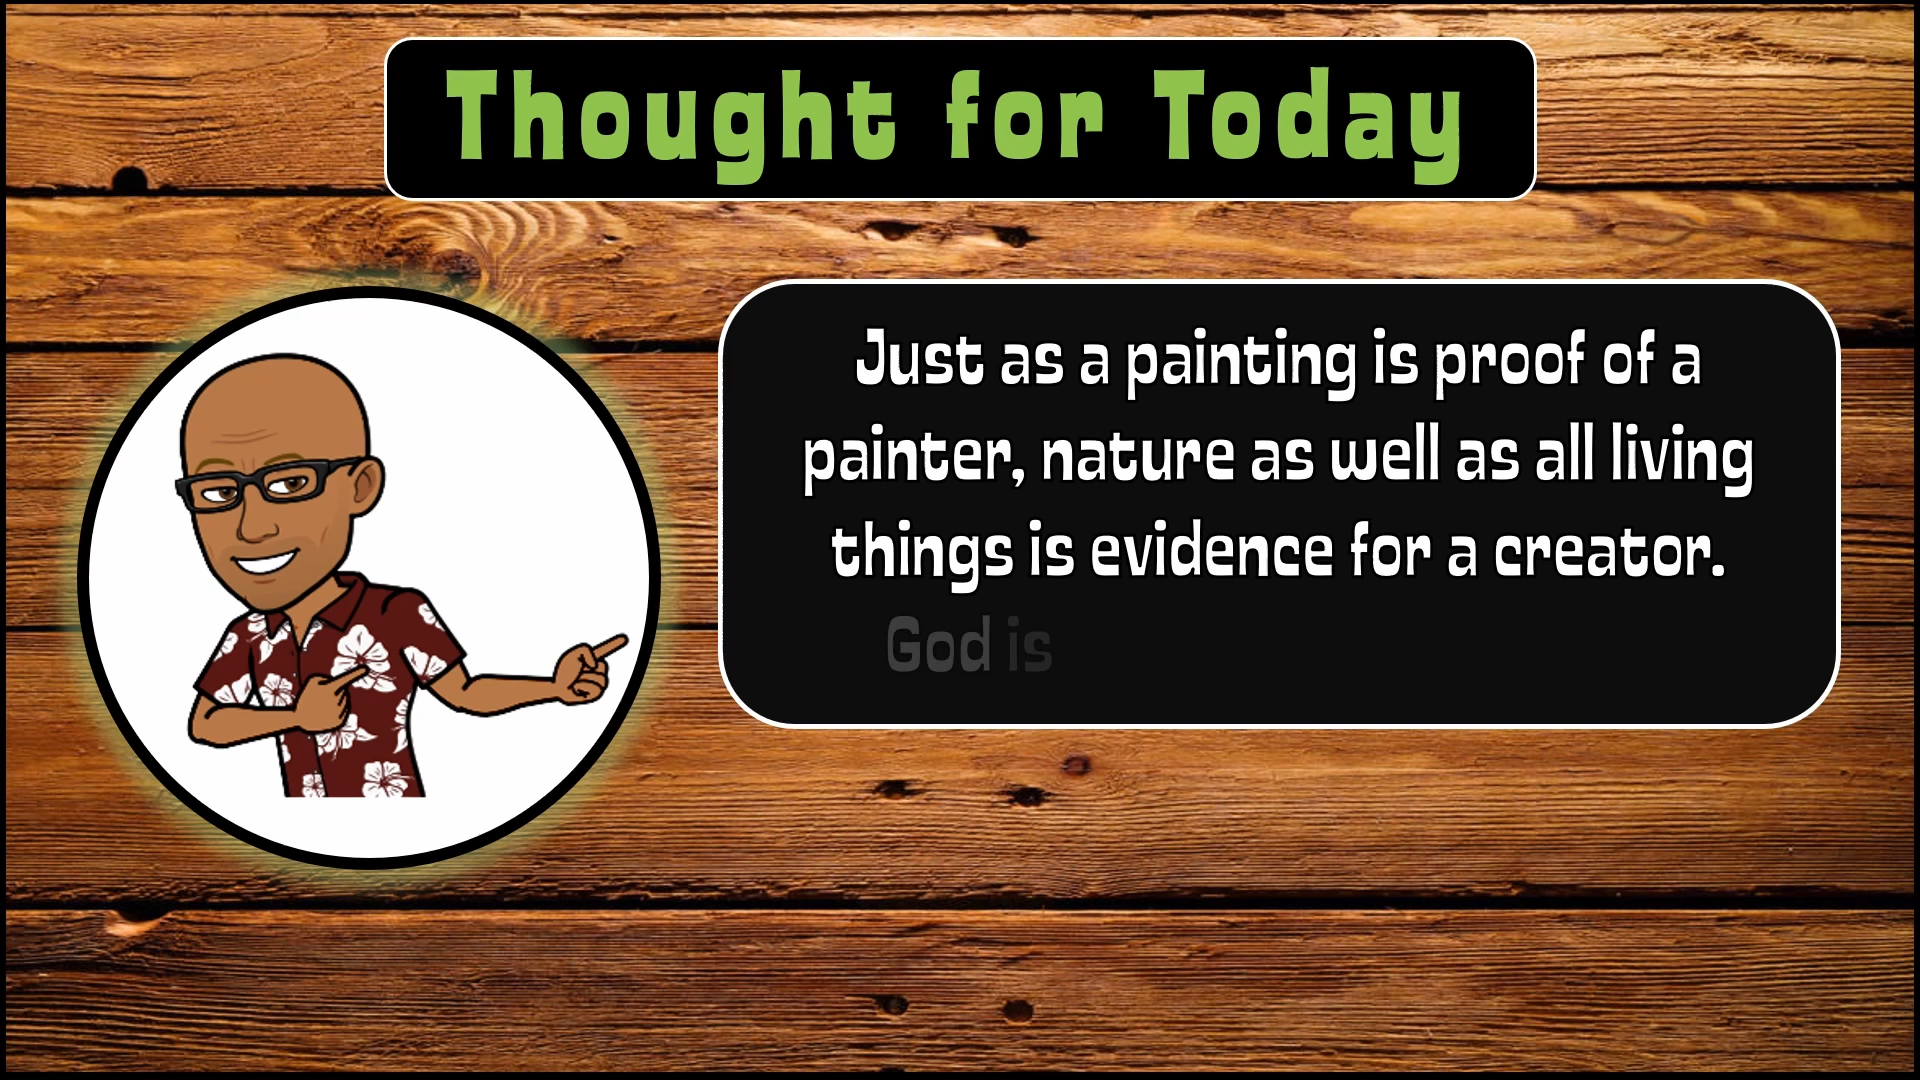 Thought for Today
Just as a painting is proof of a
painter, nature as well as all living
things is evidence for a creator.
God is